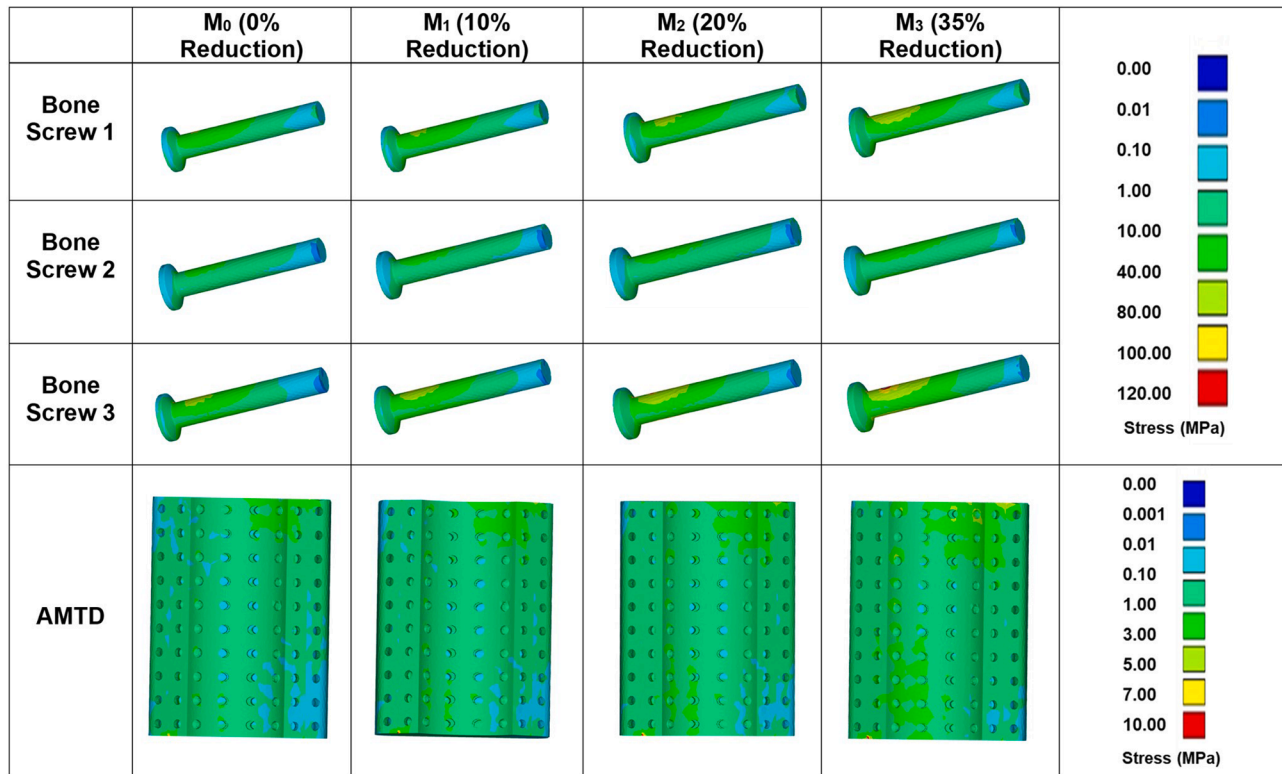 M₀ (0%
Reduction)
M₁ (10%
Reduction)
M₂ (20%
Reduction)
M₃ (35%
Reduction)
Bone
Screw 1
Bone
Screw 2
Bone
Screw 3
AMTD
0.00
0.01
0.10
1.00
10.00
40.00
80.00
100.00
120.00
Stress (MPa)
0.00
0.001
0.01
0.10
1.00
3.00
5.00
7.00
10.00
Stress (MPa)